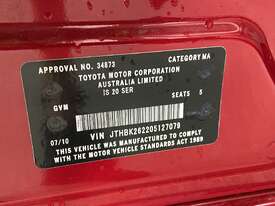 APPROVAL NO. 34873 CATEGORY MA
TOYOTA MOTOR CORPORATION
AUSTRALIA LIMITED
IS 20 SER
GVM SEATS 5
07/10 VIN JTHBK262205127079
THIS VEHICLE WAS MANUFACTURED TO COMPLY
WITH THE MOTOR VEHICLE STANDARDS ACT 1989